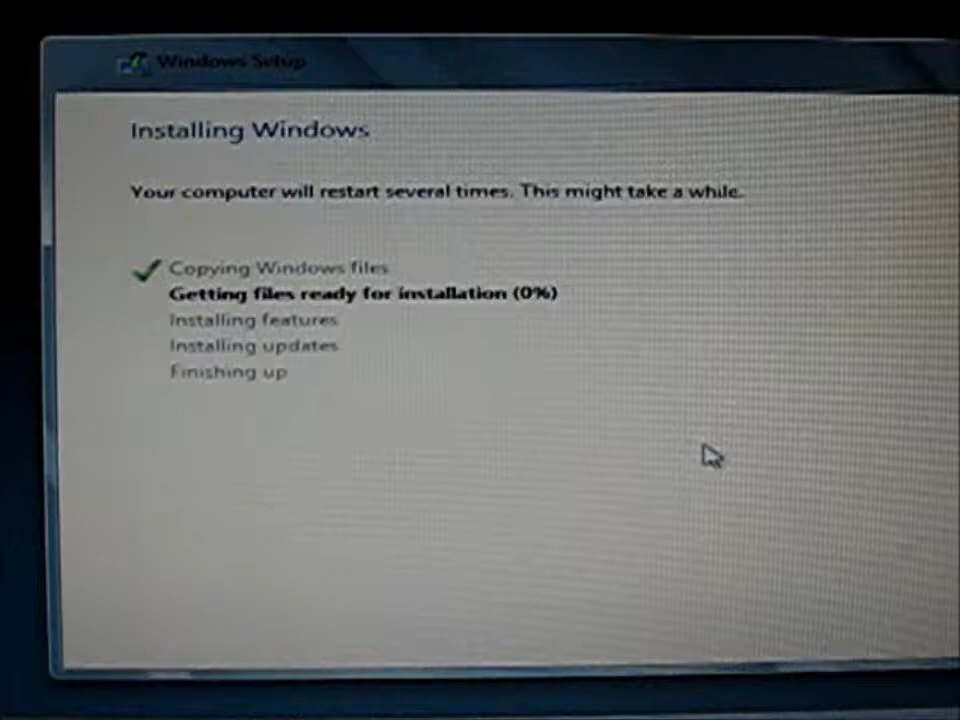 Windows Setup
Installing Windows
Your computer will restart several times. This might take a while.
Copying Windows files
Getting files ready for installation (0%)
Installing features
Installing updates
Finishing up